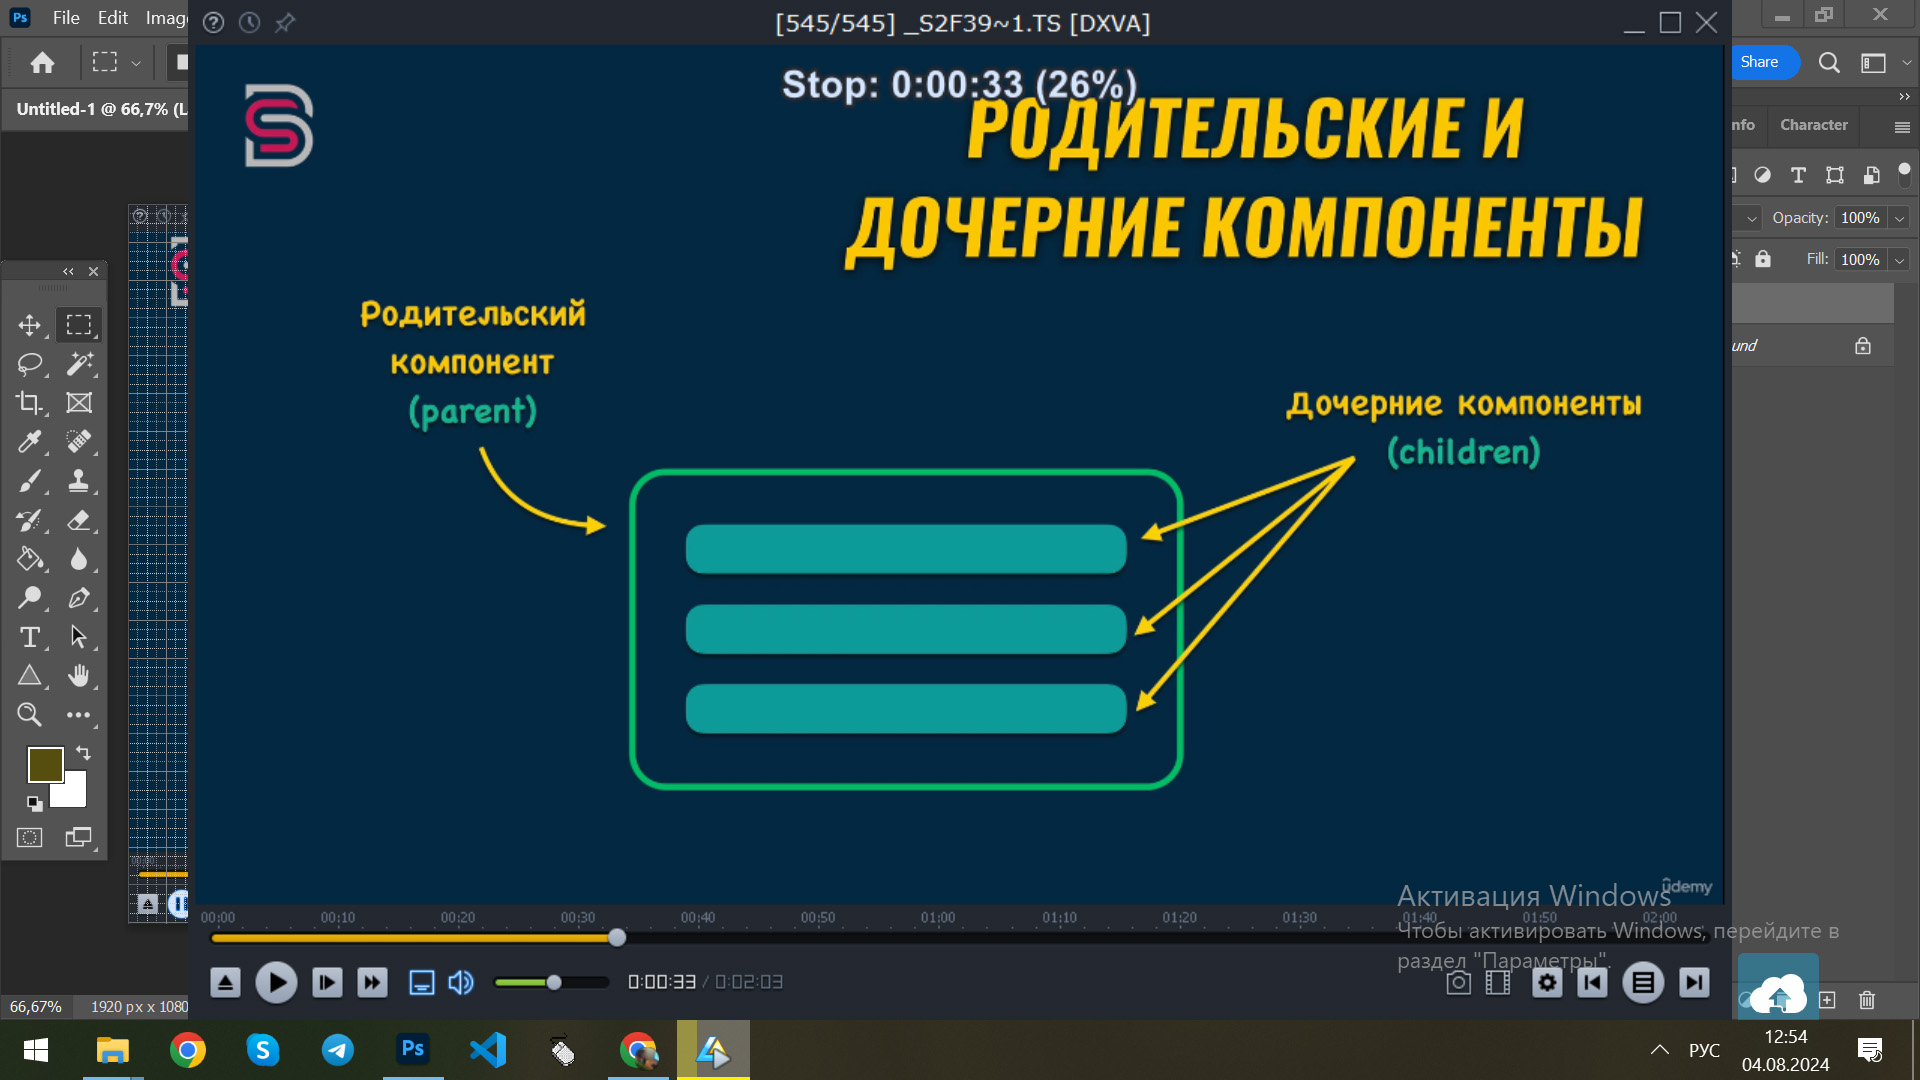 Ps File Edit Imag
[545/545] _S2F39~1.TS [DXVA]
Share
Untitled-1 @ 66,7% (L
nfo Character
Stop: 0:00:33 (26%)
РОДИТЕЛЬСКИЕ И
ДОЧЕРНИЕ КОМПОНЕНТЫ
Opacity: 100%
Fill: 100%
und
Родительский
компонент
(parent)
Дочерние компоненты
(children)
ûdemy
00:00 00:10 00:20 00:30 00:40 00:50 01:00 01:10 01:20 01:30 01:40 01:50 02:00
Активация Windows
Чтобы активировать Windows, перейдите в
раздел "Параметры".
0:00:33 / 0:02:03
66,67% 1920 px x 1080
Ps
РУС
12:54
04.08.2024